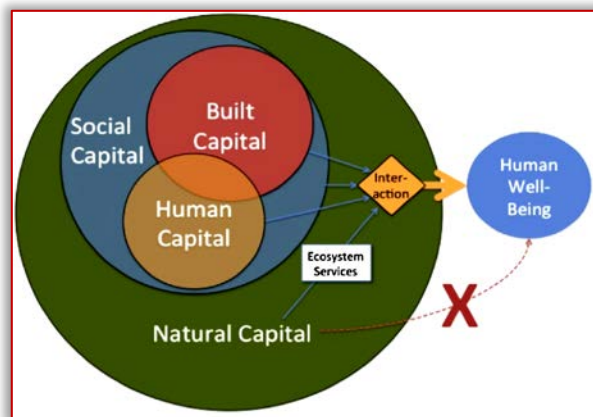 Built
Capital
Social
Capital
Human
Capital
Inter-
action
Human
Well-
Being
Ecosystem
Services
Natural Capital
X